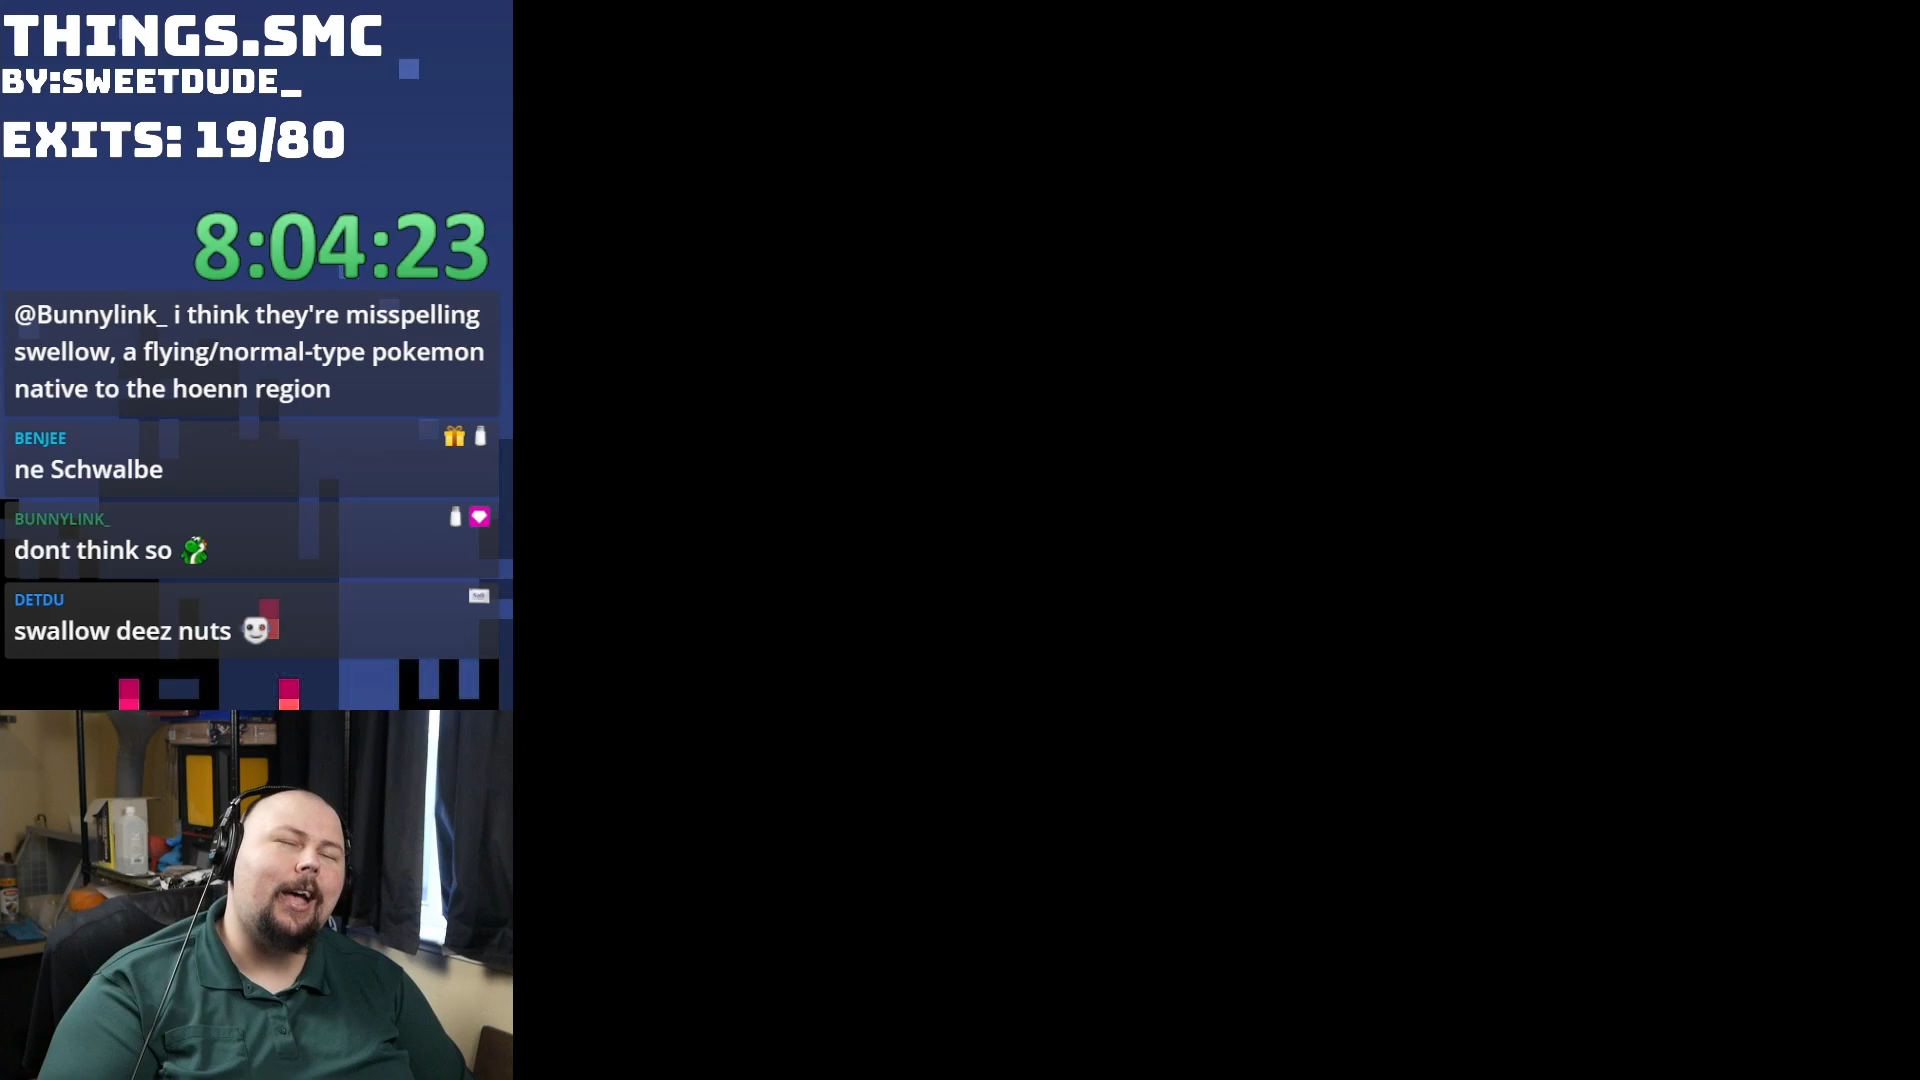 THINGS.SMC
BY:SWEETDUDE_
EXITS: 19/80
8:04:23
@Bunnylink_ i think they're misspelling
swellow, a flying/normal-type pokemon
native to the hoenn region
BENJEE
ne Schwalbe
BUNNYLINK_
dont think so
DETDU
swallow deez nuts